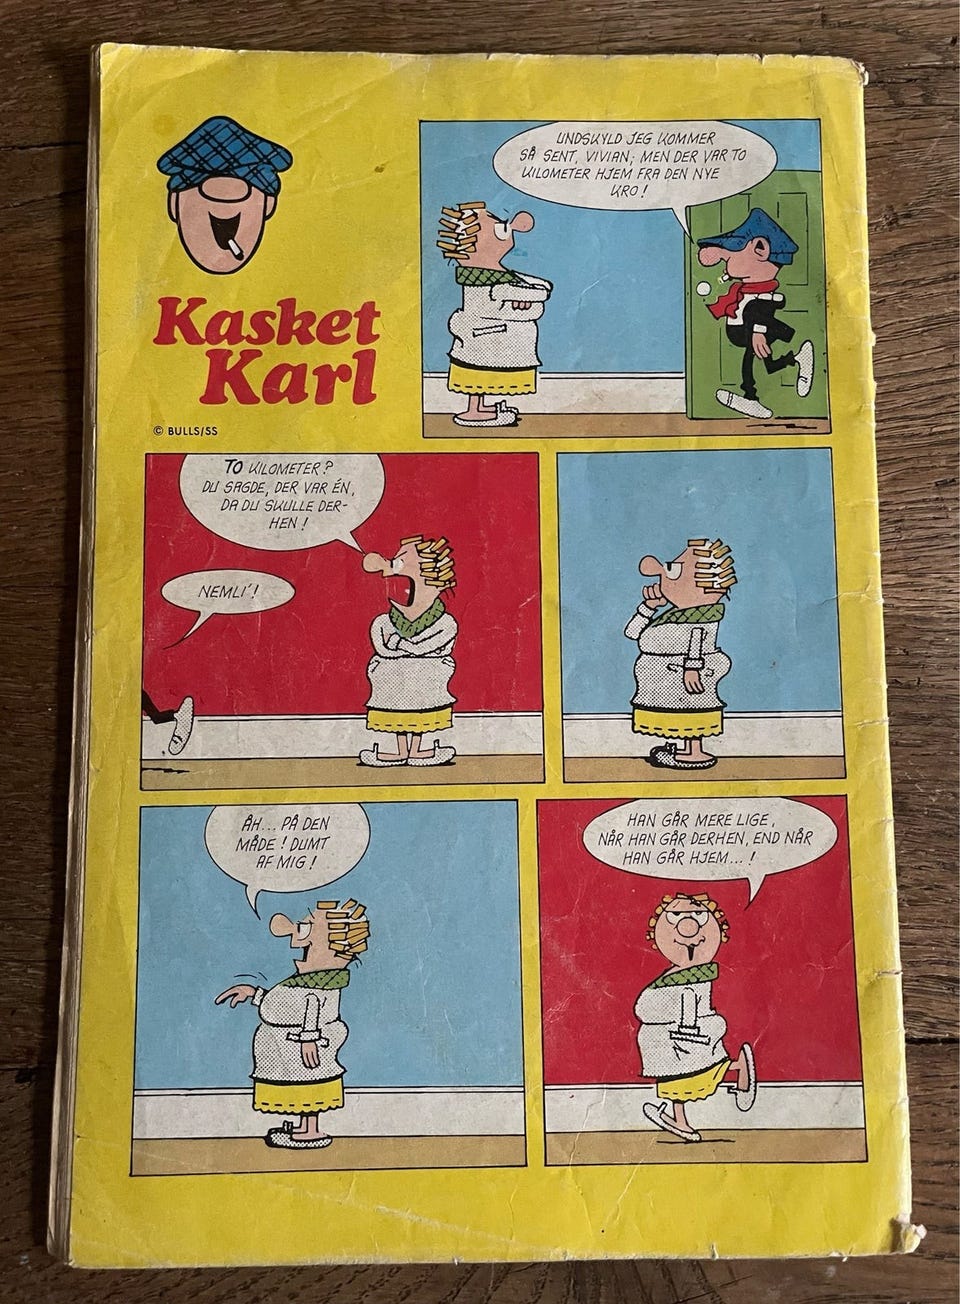 Kasket
Karl
© BULLS/SS
UNDSKYLD JEG KOMMER
SÅ SENT, VIVIAN; MEN DER VAR TO
KILOMETER HJEM FRA DEN NYE
KRO!
TO KILOMETER?
DU SAGDE, DER VAR ÉN,
DA DU SKULLE DER-
HEN!
NEMLI'!
ÅH... PÅ DEN
MÅDE! DUMT
AF MIG!
HAN GÅR MERE LIGE,
NÅR HAN GÅR DERHEN, END NÅR
HAN GÅR HJEM...!